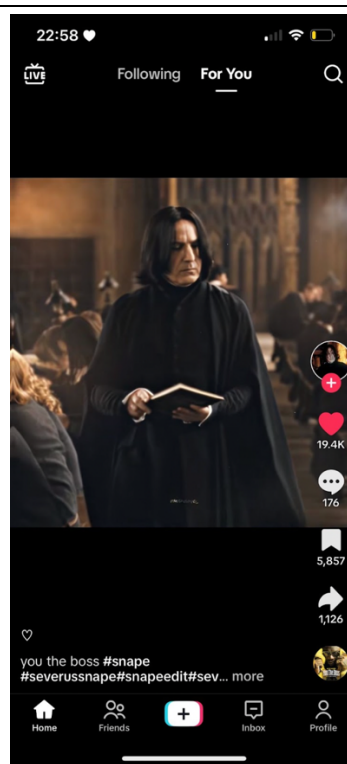 22:58
LIVE
Following For You
19.4K
176
5,857
1,126
you the boss #snape
#severussnape#snapeedit#sev... more
Home Friends Inbox Profile